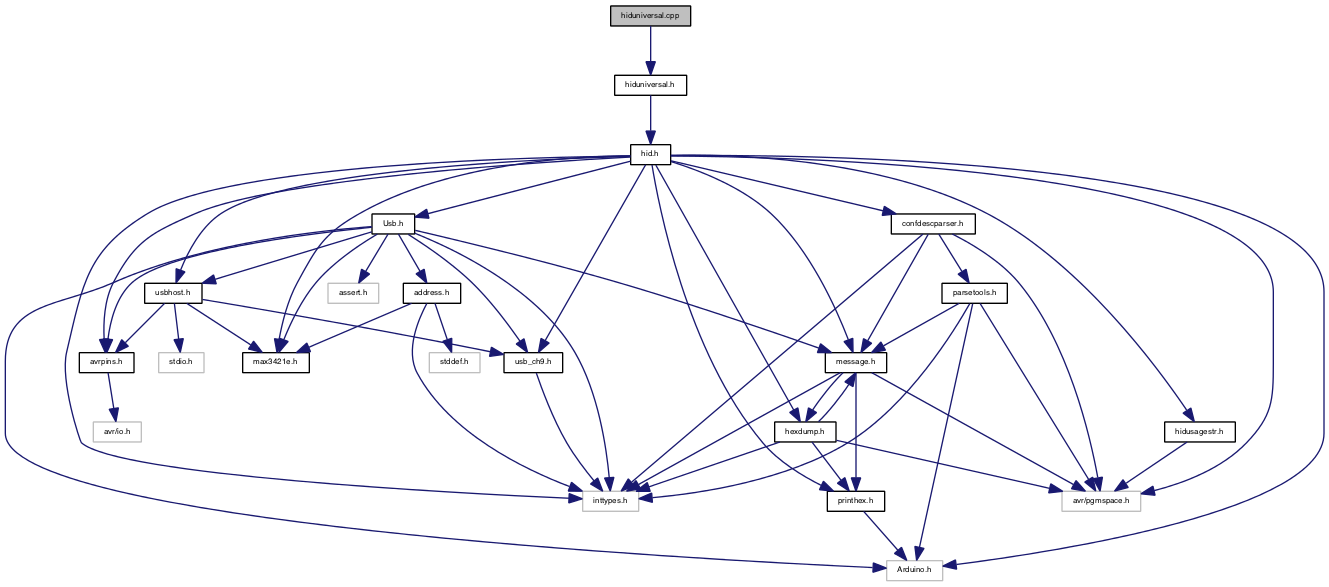 hiduniversal.cpp
hiduniversal.h
hid.h
Usb.h
confdescparser.h
usbhost.h
assert.h
address.h
parsetools.h
avrpins.h
stdio.h
max3421e.h
stddef.h
usb_ch9.h
message.h
avr/io.h
hexdump.h
hidusagestr.h
inttypes.h
printhex.h
avr/pgmspace.h
Arduino.h